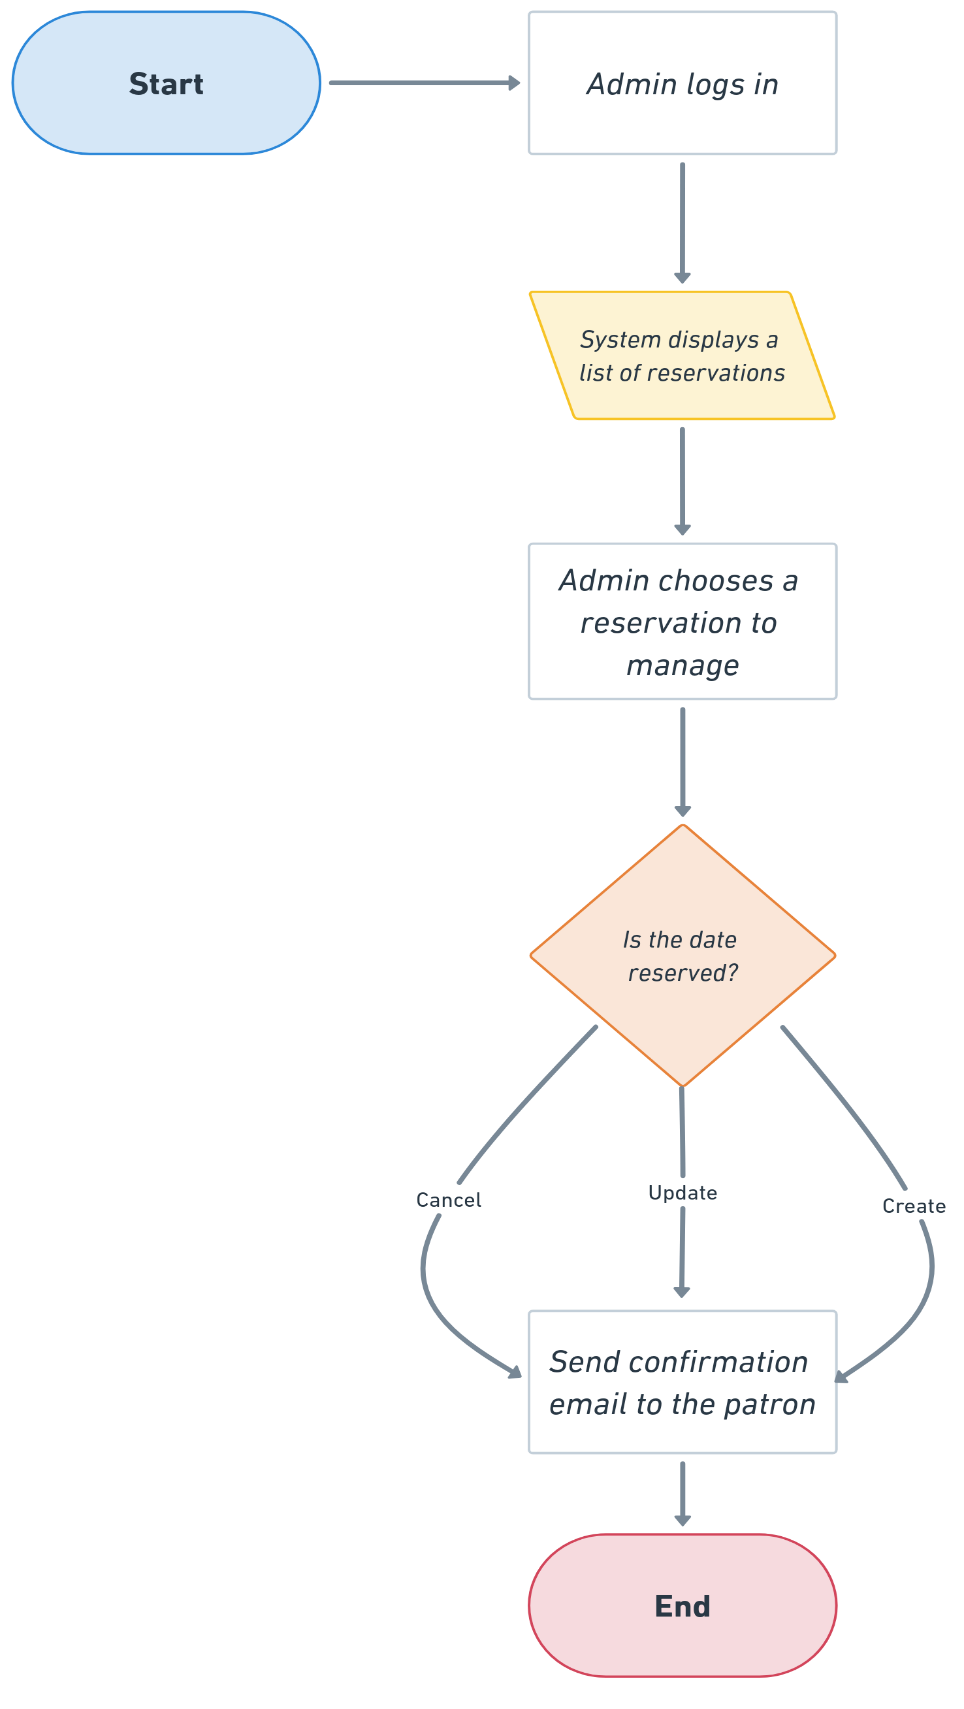 Start
Admin logs in
System displays a
list of reservations
Admin chooses a
reservation to
manage
Is the date
reserved?
Cancel
Update
Create
Send confirmation
email to the patron
End